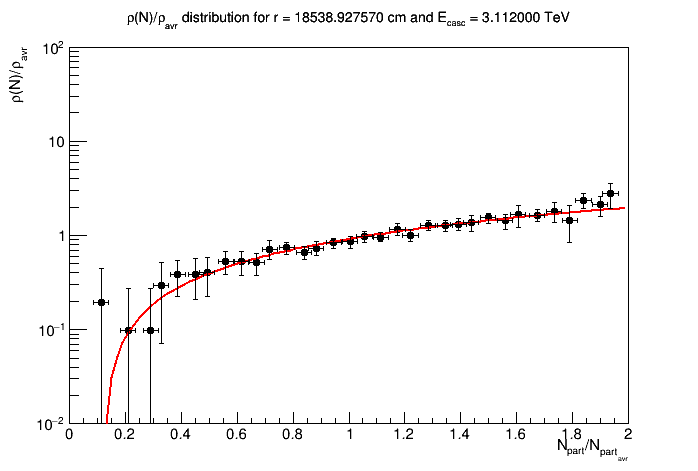 ρ(N)/ρavr distribution for r = 18538.927570 cm and Ecasc = 3.112000 TeV
ρ(N)/ρavr
10²
10
1
10⁻¹
10⁻²
0 0.2 0.4 0.6 0.8 1 1.2 1.4 1.6 1.8 2
Npart/Npartavr